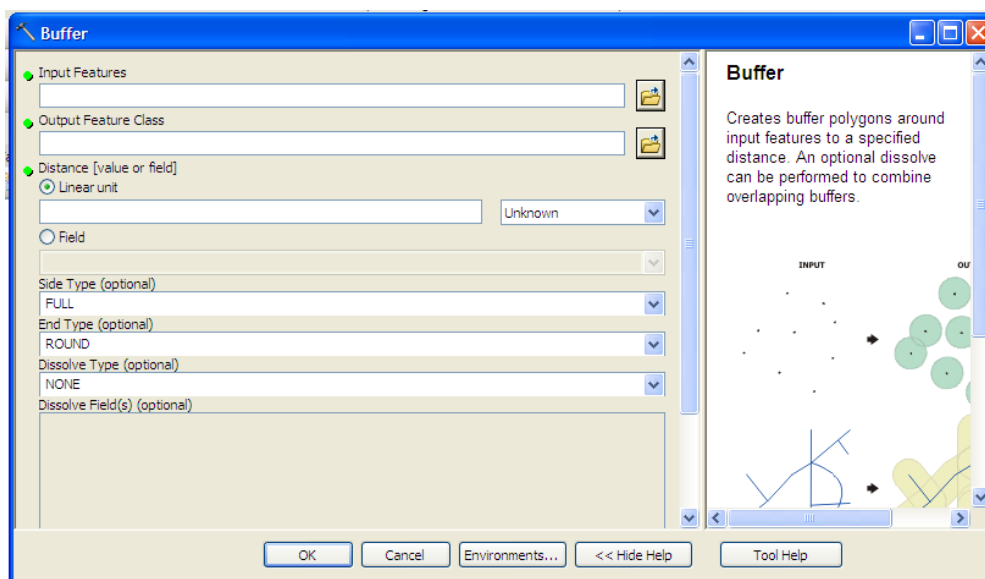 Buffer
Input Features
Output Feature Class
Distance [value or field]
Linear unit
Unknown
Field
Side Type (optional)
FULL
End Type (optional)
ROUND
Dissolve Type (optional)
NONE
Dissolve Field(s) (optional)
Buffer
Creates buffer polygons around
input features to a specified
distance. An optional dissolve
can be performed to combine
overlapping buffers.
INPUT OU
OK Cancel Environments... << Hide Help Tool Help